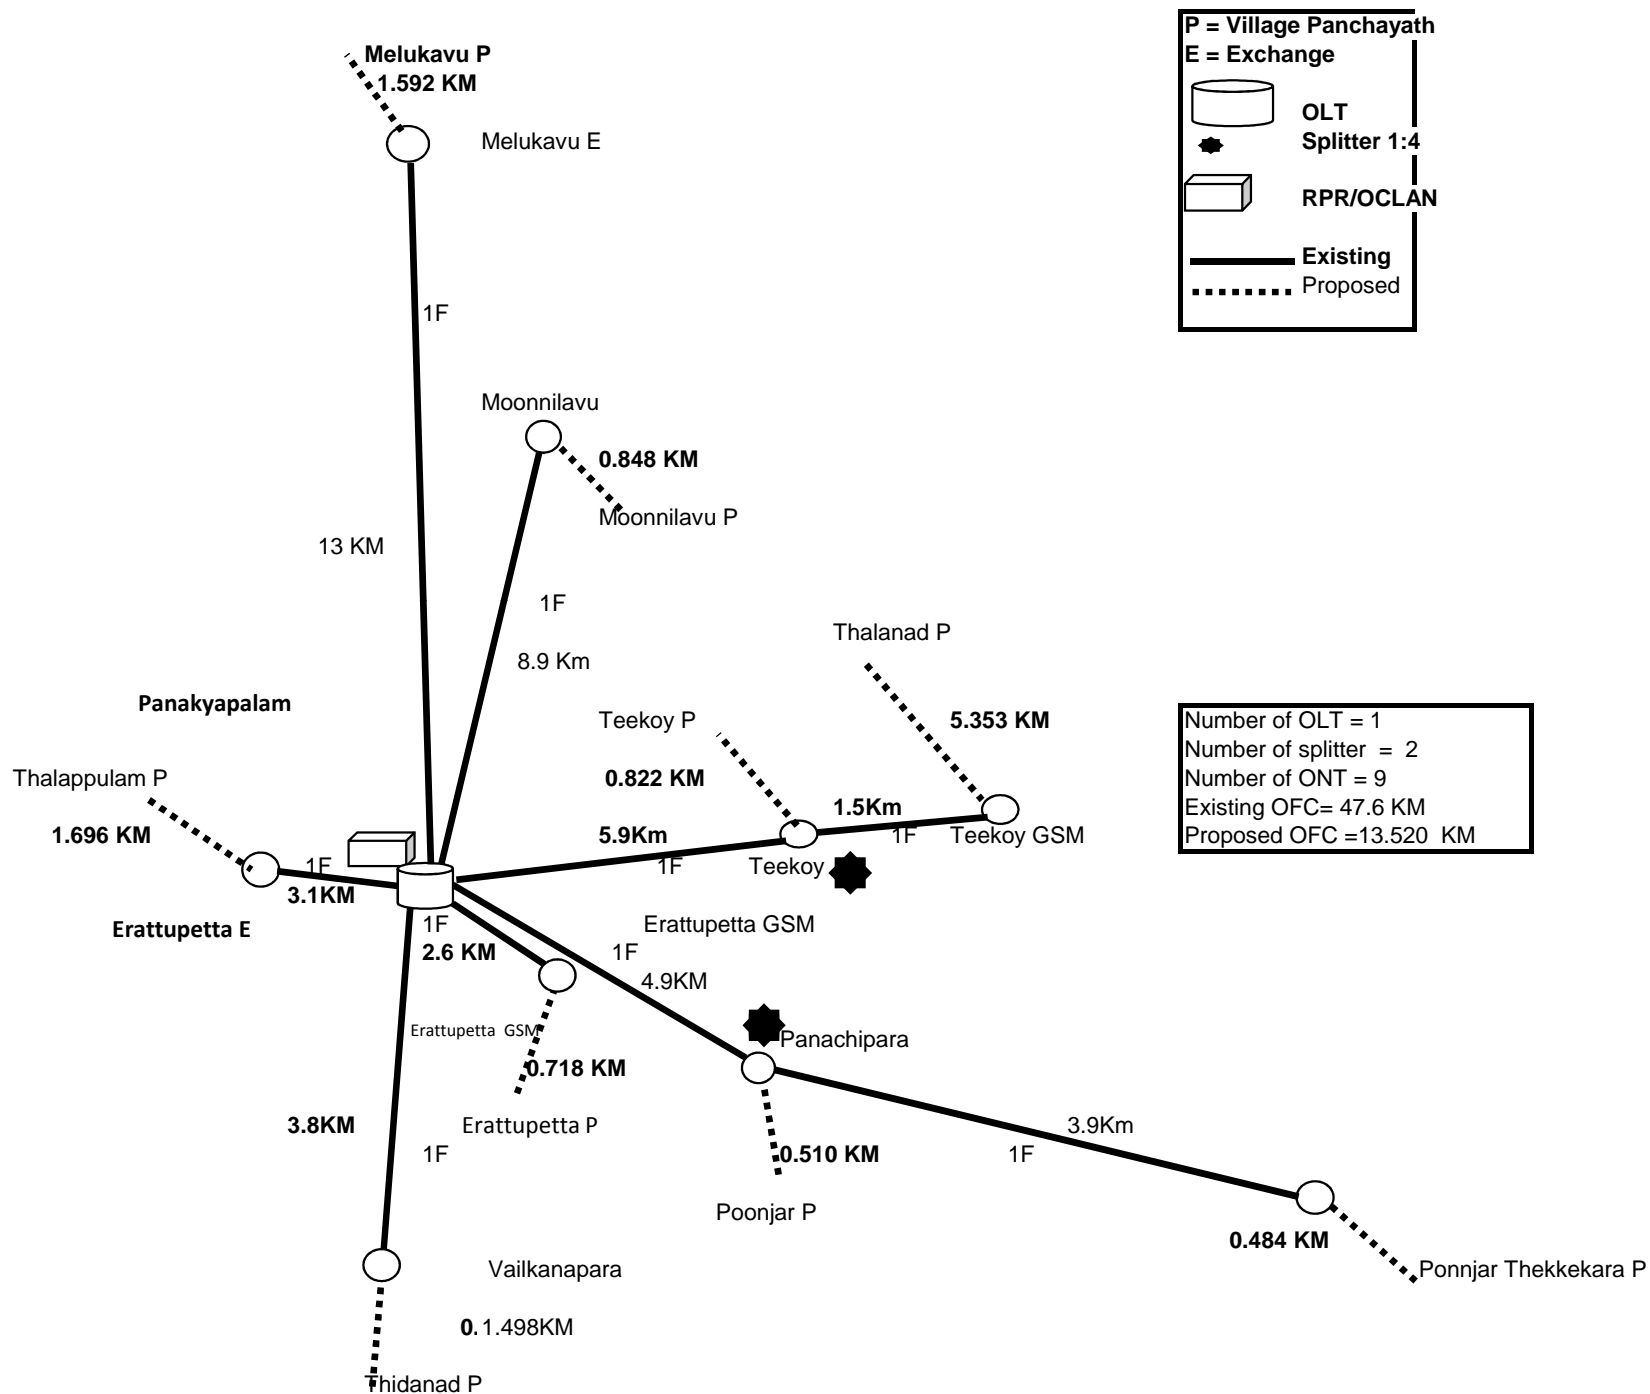 P = Village Panchayath
E = Exchange
OLT
Splitter 1:4
RPR/OCLAN
Existing
Proposed
Melukavu P
1.592 KM
Melukavu E
1F
Moonnilavu
0.848 KM
Moonnilavu P
13 KM
1F
8.9 Km
Thalanad P
Panakyapalam
Teekoy P
5.353 KM
Thalappulam P
0.822 KM
1.696 KM
1.5Km
5.9Km
1F
Teekoy GSM
1F
1F
Teekoy
3.1KM
Erattupetta E
1F
Erattupetta GSM
2.6 KM
1F
4.9KM
Erattupetta GSM
Panachipara
0.718 KM
3.8KM
Erattupetta P
3.9Km
1F
0.510 KM
1F
Poonjar P
0.484 KM
Vailkanapara
Ponnjar Thekkekara P
0. 1.498KM
Thidanad P
Number of OLT = 1
Number of splitter = 2
Number of ONT = 9
Existing OFC= 47.6 KM
Proposed OFC =13.520 KM